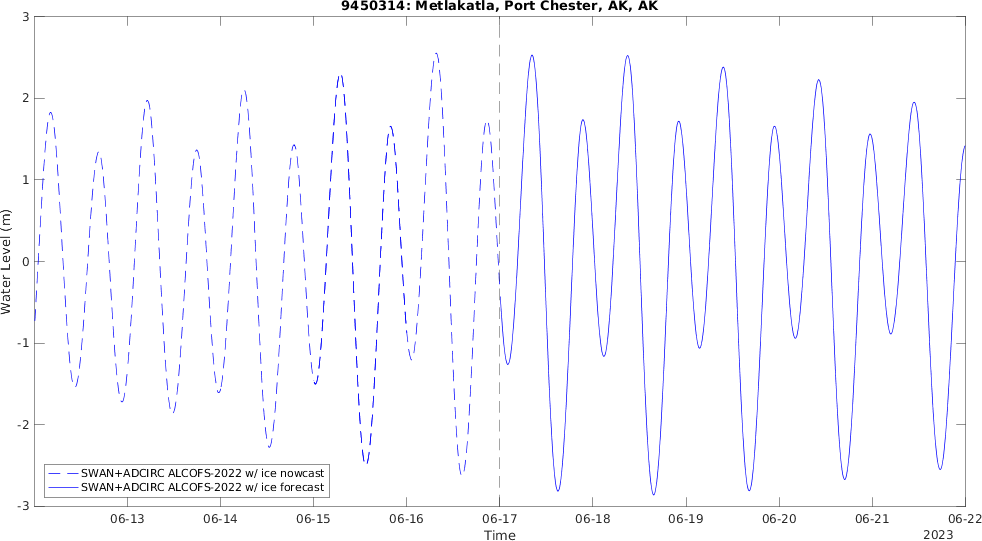 9450314: Metlakatla, Port Chester, AK, AK
3
2
1
0
-1
-2
-3
Water Level (m)
SWAN+ADCIRC ALCOFS-2022 w/ ice nowcast
SWAN+ADCIRC ALCOFS-2022 w/ ice forecast
06-13 06-14 06-15 06-16 06-17 06-18 06-19 06-20 06-21 06-22
Time
2023